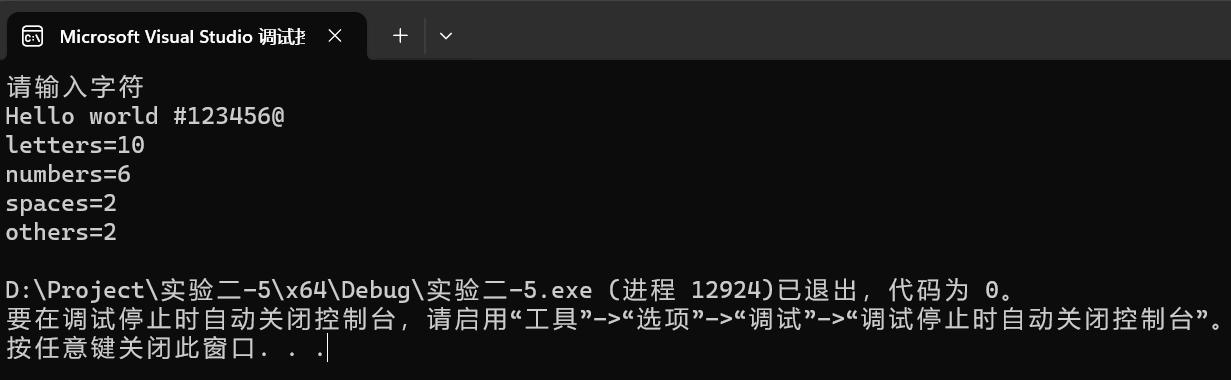 Microsoft Visual Studio 调试控
请输入字符
Hello world #123456@
letters=10
numbers=6
spaces=2
others=2
D:\Project\实验二-5\x64\Debug\实验二-5.exe (进程 12924)已退出，代码为 0。
要在调试停止时自动关闭控制台，请启用“工具”->“选项”->“调试”->“调试停止时自动关闭控制台”。
按任意键关闭此窗口. . .